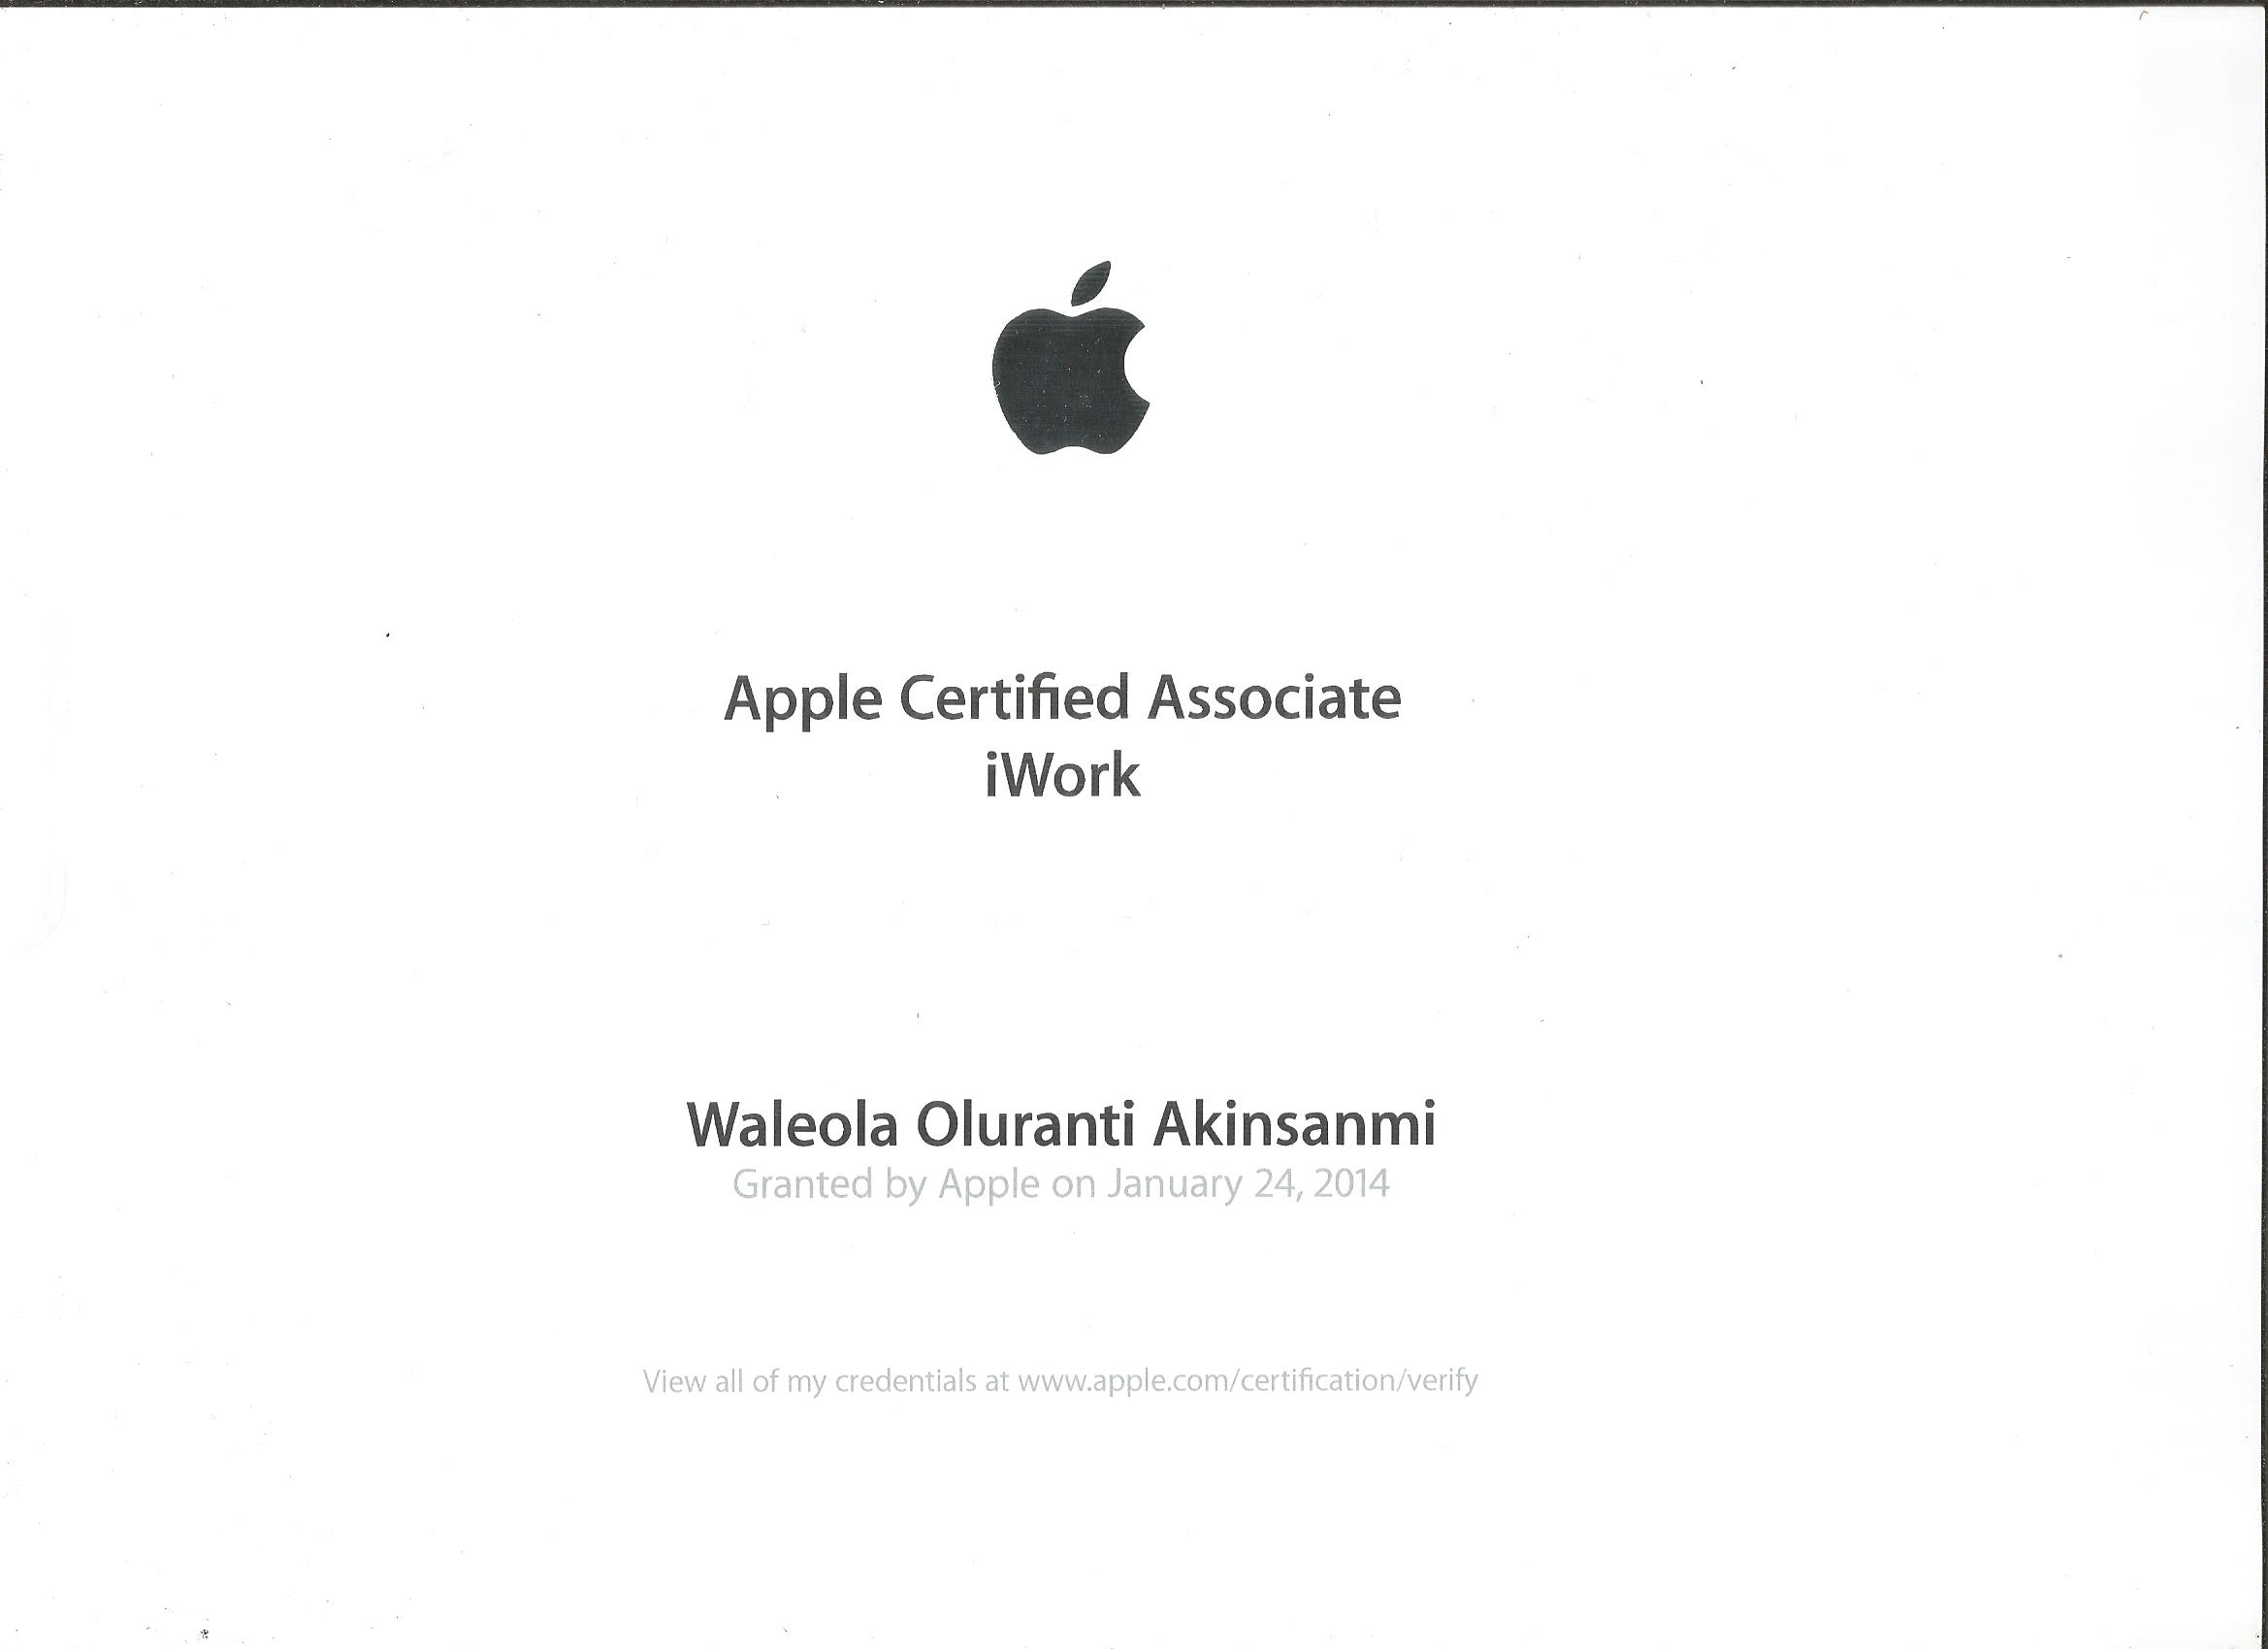 Apple Certified Associate
iWork
Waleola Oluranti Akinsanmi
Granted by Apple on January 24, 2014
View all of my credentials at www.apple.com/certification/verify